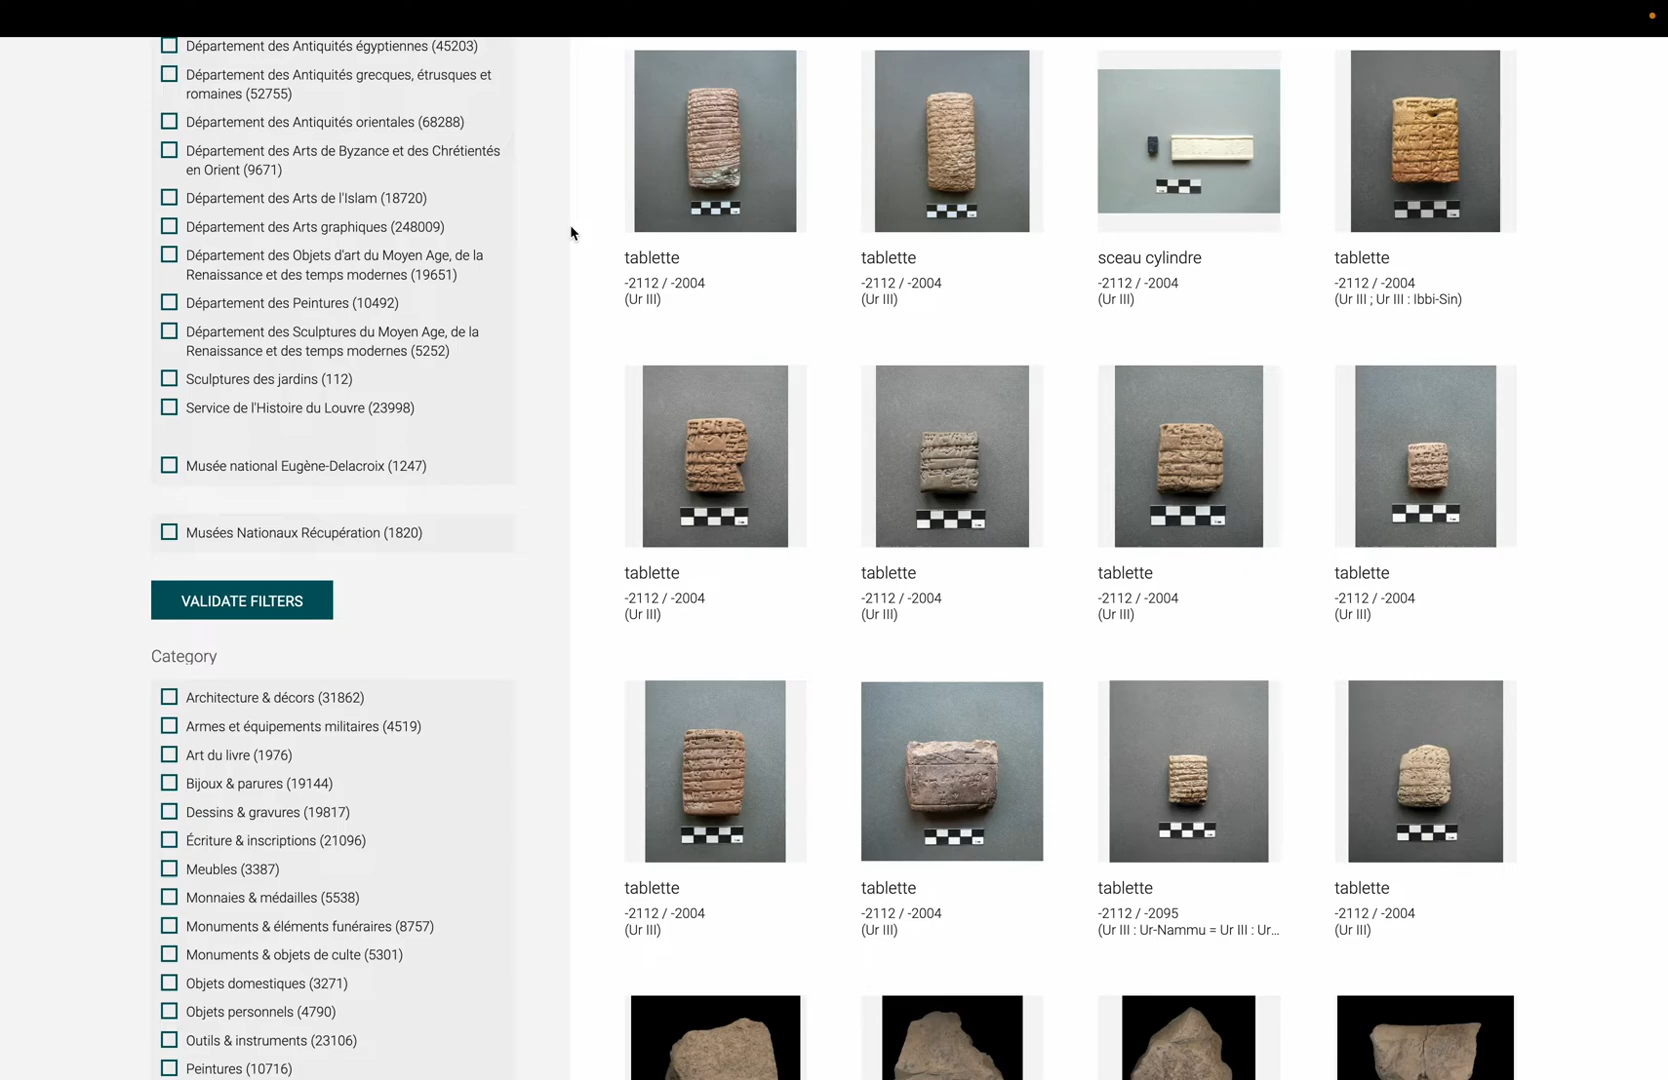 Département des Antiquités égyptiennes (45203)
Département des Antiquités grecques, étrusques et
romaines (52755)
Département des Antiquités orientales (68288)
Département des Arts de Byzance et des Chrétientés
en Orient (9671)
Département des Arts de l'Islam (18720)
Département des Arts graphiques (248009)
Département des Objets d'art du Moyen Age, de la
Renaissance et des temps modernes (19651)
Département des Peintures (10492)
Département des Sculptures du Moyen Age, de la
Renaissance et des temps modernes (5252)
Sculptures des jardins (112)
Service de l'Histoire du Louvre (23998)
Musée national Eugène-Delacroix (1247)
Musées Nationaux Récupération (1820)
VALIDATE FILTERS
Category
Architecture & décors (31862)
Armes et équipements militaires (4519)
Art du livre (1976)
Bijoux & parures (19144)
Dessins & gravures (19817)
Écriture & inscriptions (21096)
Meubles (3387)
Monnaies & médailles (5538)
Monuments & éléments funéraires (8757)
Monuments & objets de culte (5301)
Objets domestiques (3271)
Objets personnels (4790)
Outils & instruments (23106)
Peintures (10716)
tablette
-2112 / -2004
(Ur III)
tablette
-2112 / -2004
(Ur III)
sceau cylindre
-2112 / -2004
(Ur III)
tablette
-2112 / -2004
(Ur III ; Ur III : Ibbi-Sin)
tablette
-2112 / -2004
(Ur III)
tablette
-2112 / -2004
(Ur III)
tablette
-2112 / -2004
(Ur III)
tablette
-2112 / -2004
(Ur III)
tablette
-2112 / -2004
(Ur III)
tablette
-2112 / -2004
(Ur III)
tablette
-2112 / -2095
(Ur III : Ur-Nammu = Ur III : Ur...
tablette
-2112 / -2004
(Ur III)